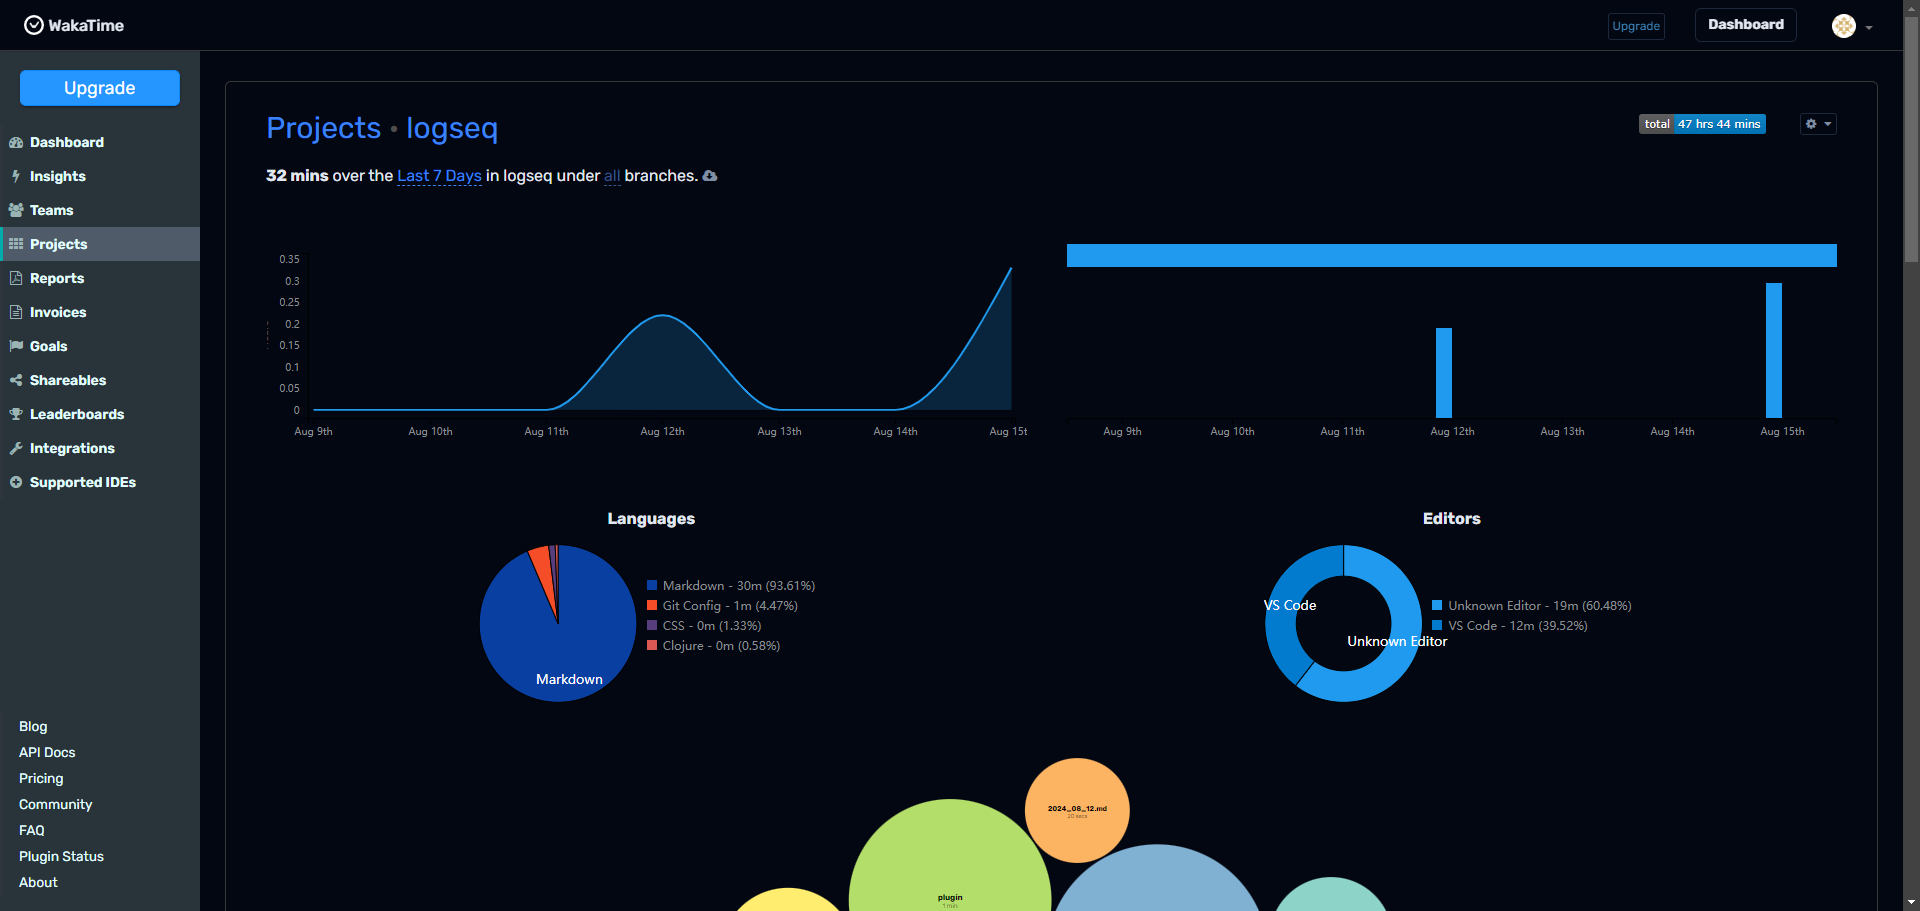 WakaTime
Upgrade
Dashboard
Upgrade
Dashboard
Insights
Teams
Projects
Reports
Invoices
Goals
Shareables
Leaderboards
Integrations
Supported IDEs
Blog
API Docs
Pricing
Community
FAQ
Plugin Status
About
Projects • logseq
total 47 hrs 44 mins
32 mins over the Last 7 Days in logseq under all branches.
0.35
0.3
0.25
0.2
0.15
0.1
0.05
0
Aug 9th Aug 10th Aug 11th Aug 12th Aug 13th Aug 14th Aug 15t
Aug 9th Aug 10th Aug 11th Aug 12th Aug 13th Aug 14th Aug 15th
Languages
Markdown
Markdown - 30m (93.61%)
Git Config - 1m (4.47%)
CSS - 0m (1.33%)
Clojure - 0m (0.58%)
Editors
VS Code
Unknown Editor
Unknown Editor - 19m (60.48%)
VS Code - 12m (39.52%)
2024_08_12.md
20 secs
plugin
1 min